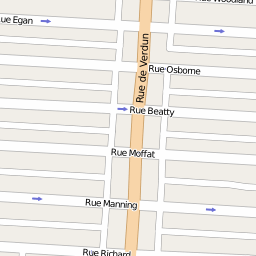 Rue Woodland
Rue Egan
Rue de Verdun
Rue Osborne
Rue Beatty
Rue Moffat
Rue Manning
Rue Richard